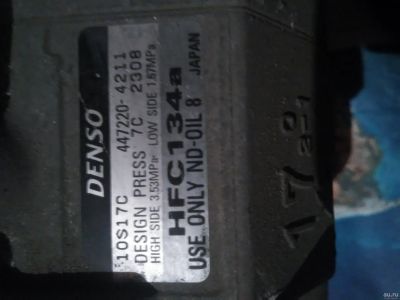 DENSO
10S17C 447220-4211
DESIGN PRESS 7C 2308
HIGH SIDE 3.53MPa LOW SIDE 1.67MPa
HFC134a
USE ONLY ND-OIL 8 JAPAN
17